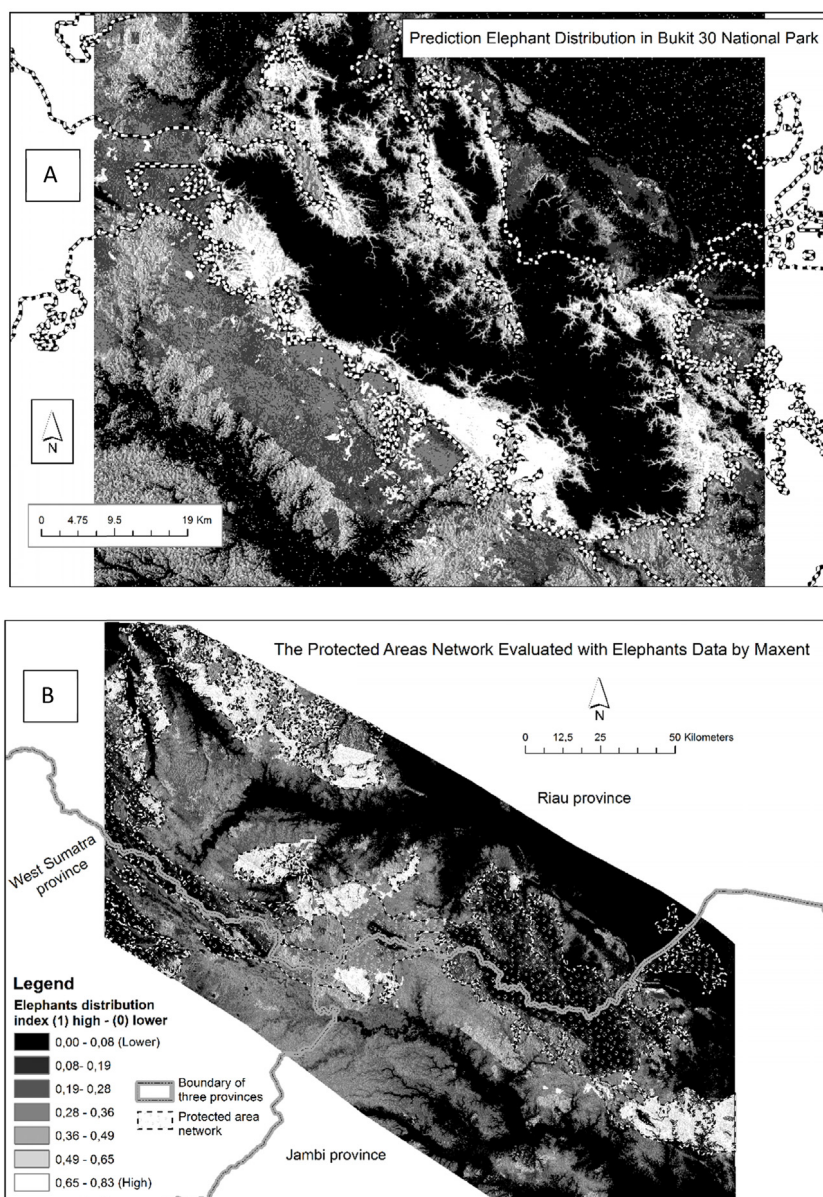 Prediction Elephant Distribution in Bukit 30 National Park
A
N
0 4.75 9.5 19 Km
The Protected Areas Network Evaluated with Elephants Data by Maxent
B
N
0 12,5 25 50 Kilometers
Riau province
West Sumatra
province
Legend
Elephants distribution
index (1) high - (0) lower
0,00 - 0,08 (Lower)
0,08- 0,19
0,19 - 0,28
0,28 - 0,36
0,36 - 0,49
0,49 - 0,65
0,65 - 0,83 (High)
Boundary of
three provinces
Protected area
network
Jambi province